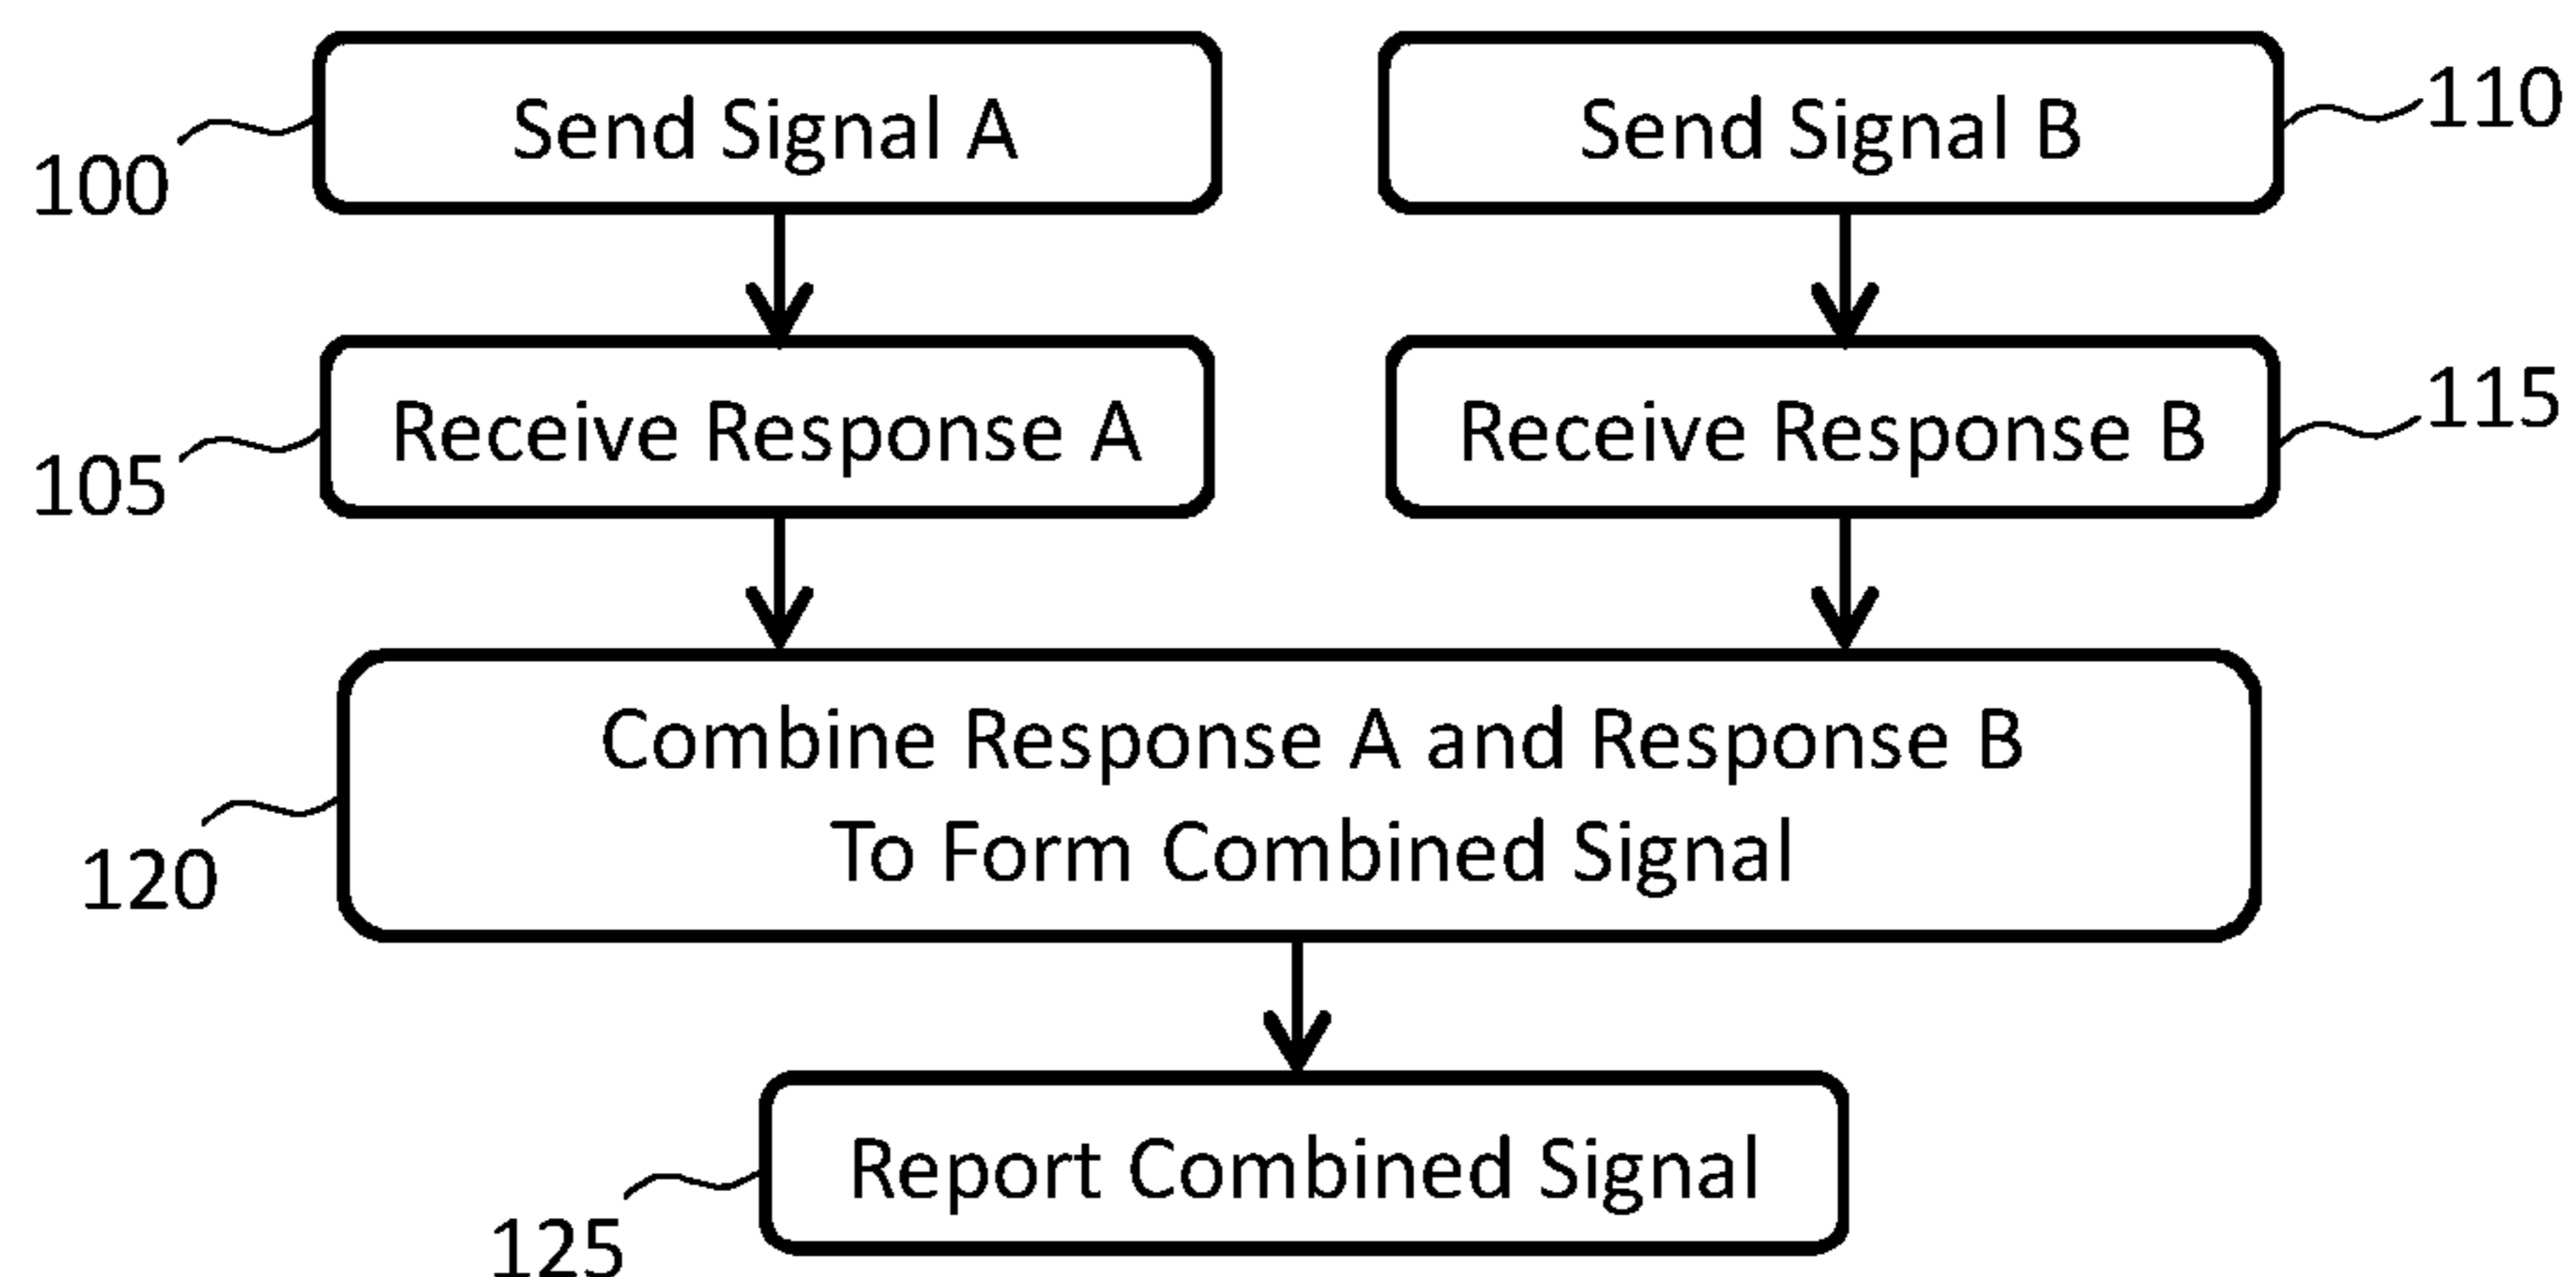 Send Signal A
Send Signal B
100
110
Receive Response A
Receive Response B
105
115
Combine Response A and Response B
To Form Combined Signal
120
Report Combined Signal
125